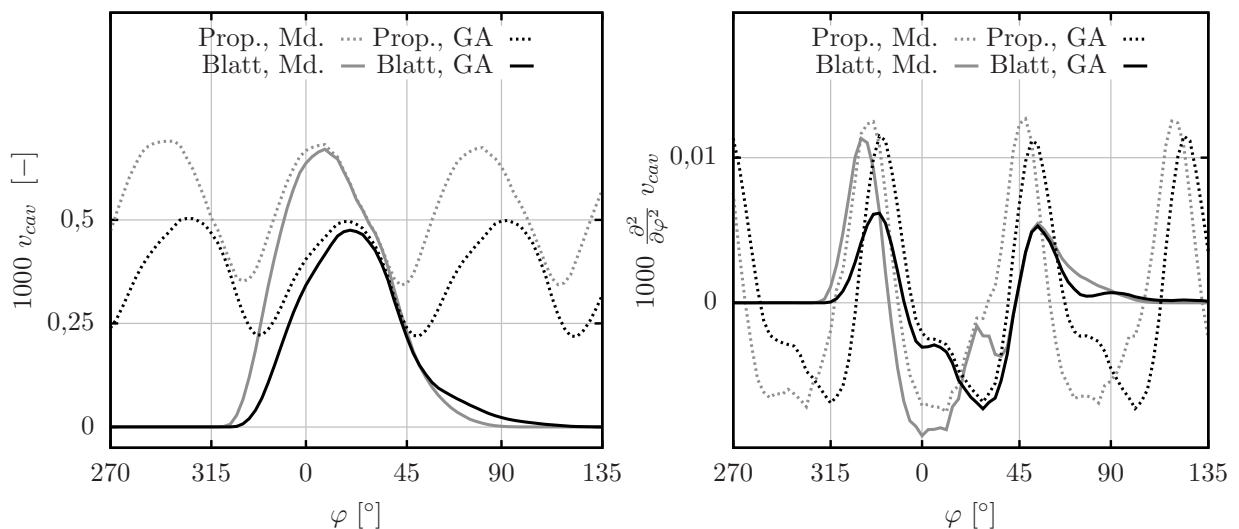 Prop., Md. Prop., GA
Blatt, Md. Blatt, GA
1000 v_cav [−]
0,5
0,25
0
270 315 0 45 90 135
φ [°]
Prop., Md. Prop., GA
Blatt, Md. Blatt, GA
1000 ∂²/∂φ² v_cav
0,01
0
270 315 0 45 90 135
φ [°]